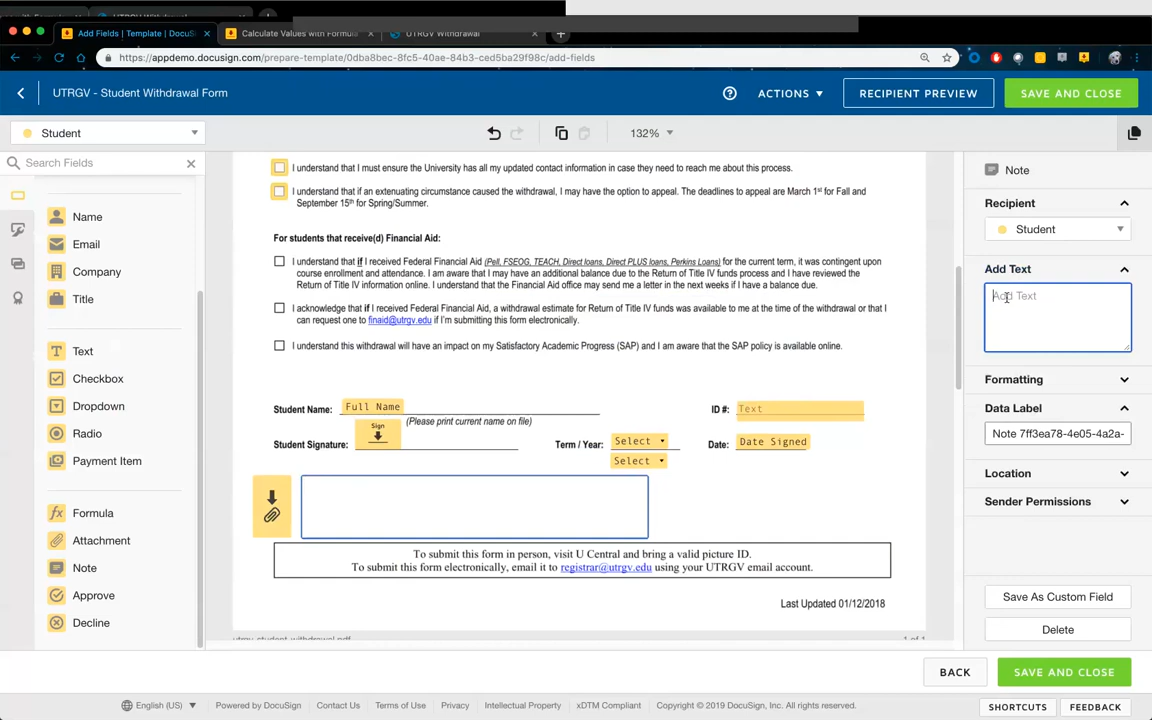 UTRGV Withdrawal
Add Fields | Template | DocuSi
Calculate Values with Formula
UTRGV Withdrawal
https://appdemo.docusign.com/prepare-template/0dba8bec-8fc5-40ae-84b3-ced5ba29f98c/add-fields
UTRGV - Student Withdrawal Form
ACTIONS
RECIPIENT PREVIEW
SAVE AND CLOSE
Student
132%
Search Fields
Name
Email
Company
Title
Text
Checkbox
Dropdown
Radio
Payment Item
Formula
Attachment
Note
Approve
Decline
I understand that I must ensure the University has all my updated contact information in case they need to reach me about this process.
I understand that if an extenuating circumstance caused the withdrawal, I may have the option to appeal. The deadlines to appeal are March 1st for Fall and
September 15th for Spring/Summer.
For students that receive(d) Financial Aid:
I understand that if I received Federal Financial Aid (Pell, FSEOG, TEACH, Direct loans, Direct PLUS loans, Perkins Loans) for the current term, it was contingent upon
course enrollment and attendance. I am aware that I may have an additional balance due to the Return of Title IV funds process and I have reviewed the
Return of Title IV information online. I understand that the Financial Aid office may send me a letter in the next weeks if I have a balance due.
I acknowledge that if I received Federal Financial Aid, a withdrawal estimate for Return of Title IV funds was available to me at the time of the withdrawal or that I
can request one to finaid@utrgv.edu if I'm submitting this form electronically.
I understand this withdrawal will have an impact on my Satisfactory Academic Progress (SAP) and I am aware that the SAP policy is available online.
Student Name: Full Name
ID #: Text
(Please print current name on file)
Sign
Student Signature:
Term / Year: Select
Date: Date Signed
Select
To submit this form in person, visit U Central and bring a valid picture ID.
To submit this form electronically, email it to registrar@utrgv.edu using your UTRGV email account.
Last Updated 01/12/2018
utrgv_student_withdrawal.pdf
1 of 1
Note
Recipient
Student
Add Text
Add Text
Formatting
Data Label
Note 7ff3ea78-4e05-4a2a-
Location
Sender Permissions
Save As Custom Field
Delete
BACK
SAVE AND CLOSE
English (US)
Powered by DocuSign
Contact Us
Terms of Use
Privacy
Intellectual Property
xDTM Compliant
Copyright © 2019 DocuSign, Inc. All rights reserved.
SHORTCUTS
FEEDBACK